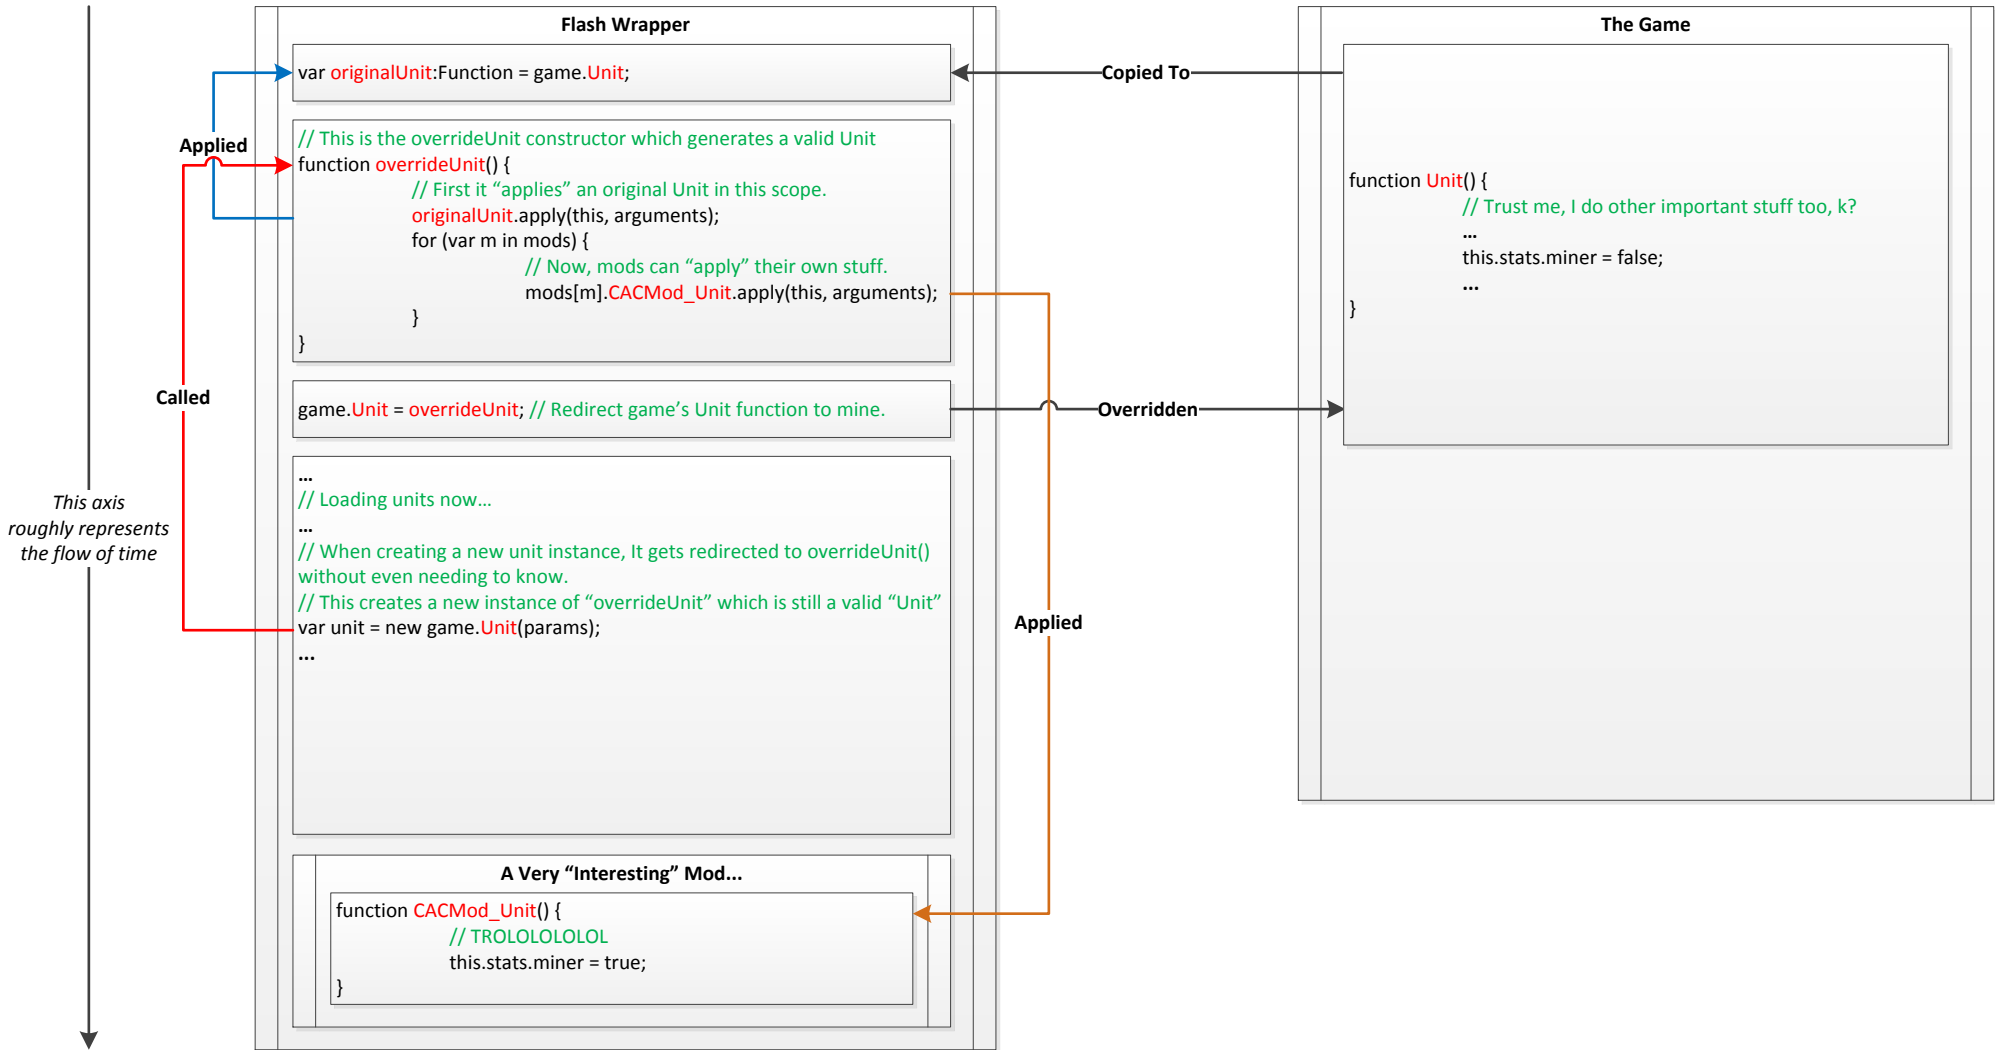 Flash Wrapper
var originalUnit:Function = game.Unit;
// This is the overrideUnit constructor which generates a valid Unit
function overrideUnit() {
// First it “applies” an original Unit in this scope.
originalUnit.apply(this, arguments);
for (var m in mods) {
// Now, mods can “apply” their own stuff.
mods[m].CACMod_Unit.apply(this, arguments);
}
}
game.Unit = overrideUnit; // Redirect game’s Unit function to mine.
...
// Loading units now…
...
// When creating a new unit instance, It gets redirected to overrideUnit()
without even needing to know.
// This creates a new instance of “overrideUnit” which is still a valid “Unit”
var unit = new game.Unit(params);
...
A Very “Interesting” Mod...
function CACMod_Unit() {
// TROLOLOLOLOL
this.stats.miner = true;
}
The Game
function Unit() {
// Trust me, I do other important stuff too, k?
...
this.stats.miner = false;
...
}
Copied To
Applied
Called
Overridden
Applied
This axis
roughly represents
the flow of time